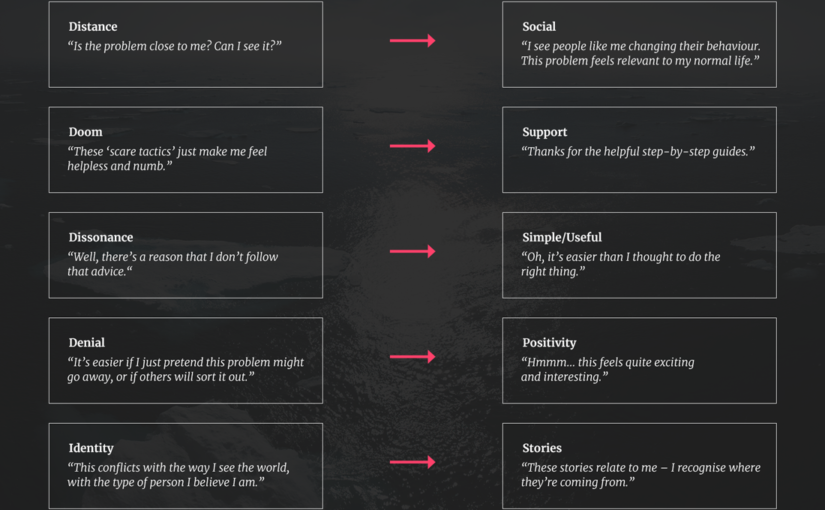 Distance
“Is the problem close to me? Can I see it?”
Social
“I see people like me changing their behaviour.
This problem feels relevant to my normal life.”
Doom
“These ‘scare tactics’ just make me feel
helpless and numb.”
Support
“Thanks for the helpful step-by-step guides.”
Dissonance
“Well, there’s a reason that I don’t follow
that advice.“
Simple/Useful
“Oh, it’s easier than I thought to do the
right thing.”
Denial
“It’s easier if I just pretend this problem might
go away, or if others will sort it out.”
Positivity
“Hmmm... this feels quite exciting
and interesting.”
Identity
“This conflicts with the way I see the world,
with the type of person I believe I am.”
Stories
“These stories relate to me – I recognise where
they’re coming from.”